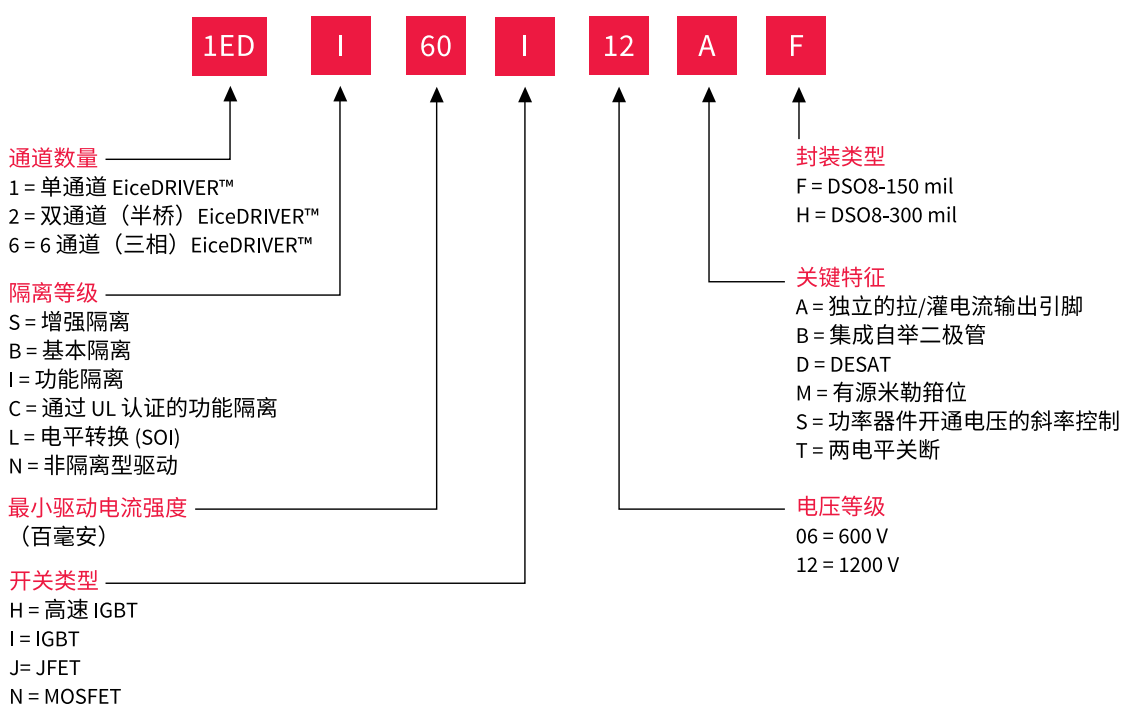 1ED I 60 I 12 A F
通道数量
1 = 单通道 EiceDRIVER™
2 = 双通道（半桥）EiceDRIVER™
6 = 6 通道（三相）EiceDRIVER™
隔离等级
S = 增强隔离
B = 基本隔离
I = 功能隔离
C = 通过 UL 认证的功能隔离
L = 电平转换 (SOI)
N = 非隔离型驱动
最小驱动电流强度
（百毫安）
开关类型
H = 高速 IGBT
I = IGBT
J= JFET
N = MOSFET
封装类型
F = DSO8-150 mil
H = DSO8-300 mil
关键特征
A = 独立的拉/灌电流输出引脚
B = 集成自举二极管
D = DESAT
M = 有源米勒箝位
S = 功率器件开通电压的斜率控制
T = 两电平关断
电压等级
06 = 600 V
12 = 1200 V